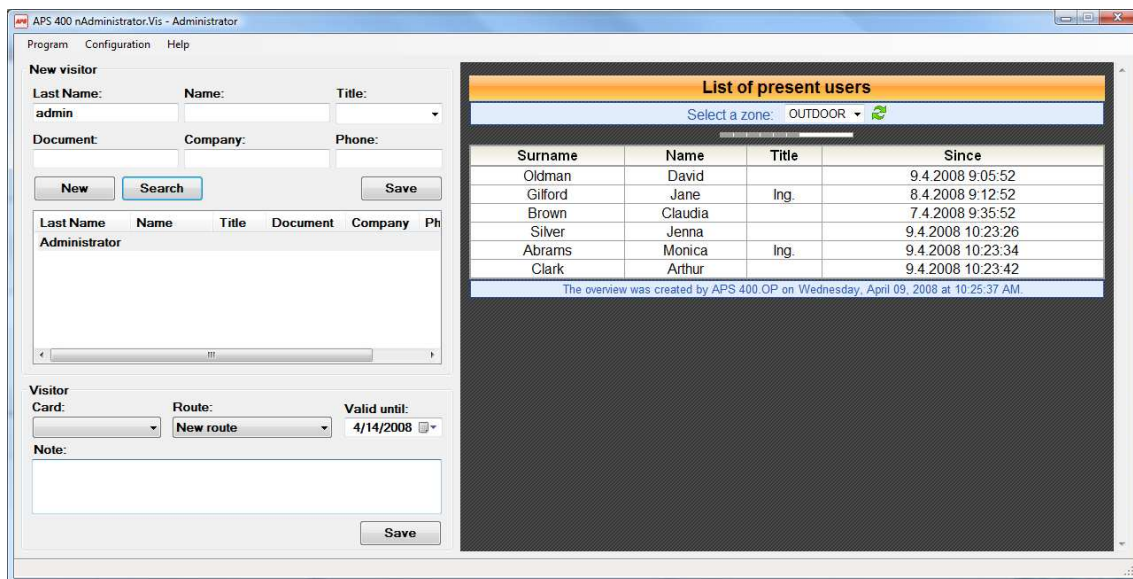 APS APS 400 nAdministrator.Vis - Administrator
Program Configuration Help
New visitor
Last Name: Name: Title:
admin
Document: Company: Phone:
New Search Save
Last Name Name Title Document Company Ph
Administrator
Visitor
Card: Route: Valid until:
New route 4/14/2008
Note:
Save
List of present users
Select a zone: OUTDOOR
Surname Name Title Since
Oldman David 9.4.2008 9:05:52
Gilford Jane Ing. 8.4.2008 9:12:52
Brown Claudia 7.4.2008 9:35:52
Silver Jenna 9.4.2008 10:23:26
Abrams Monica Ing. 9.4.2008 10:23:34
Clark Arthur 9.4.2008 10:23:42
The overview was created by APS 400.OP on Wednesday, April 09, 2008 at 10:25:37 AM.